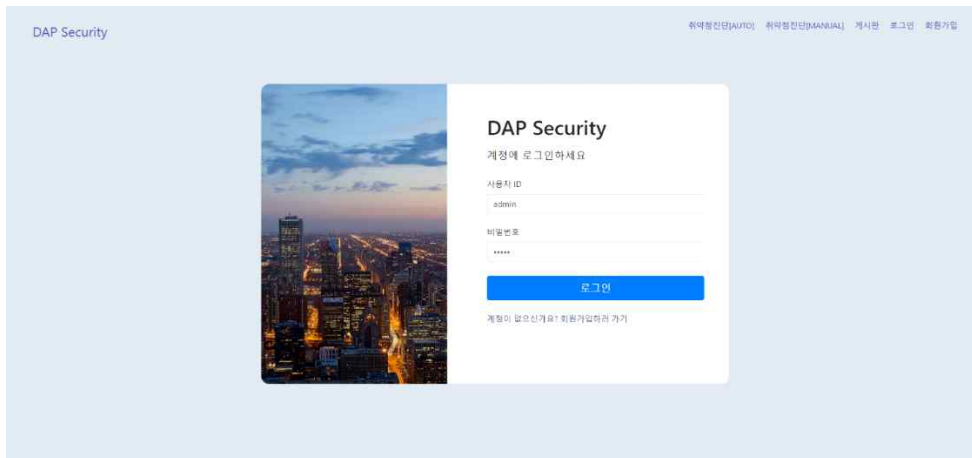 DAP Security
취약점진단[AUTO] 취약점진단[MANUAL] 게시판 로그인 회원가입
DAP Security
계정에 로그인하세요
사용자 ID
admin
비밀번호
•••••
로그인
계정이 없으신가요? 회원가입하러 가기